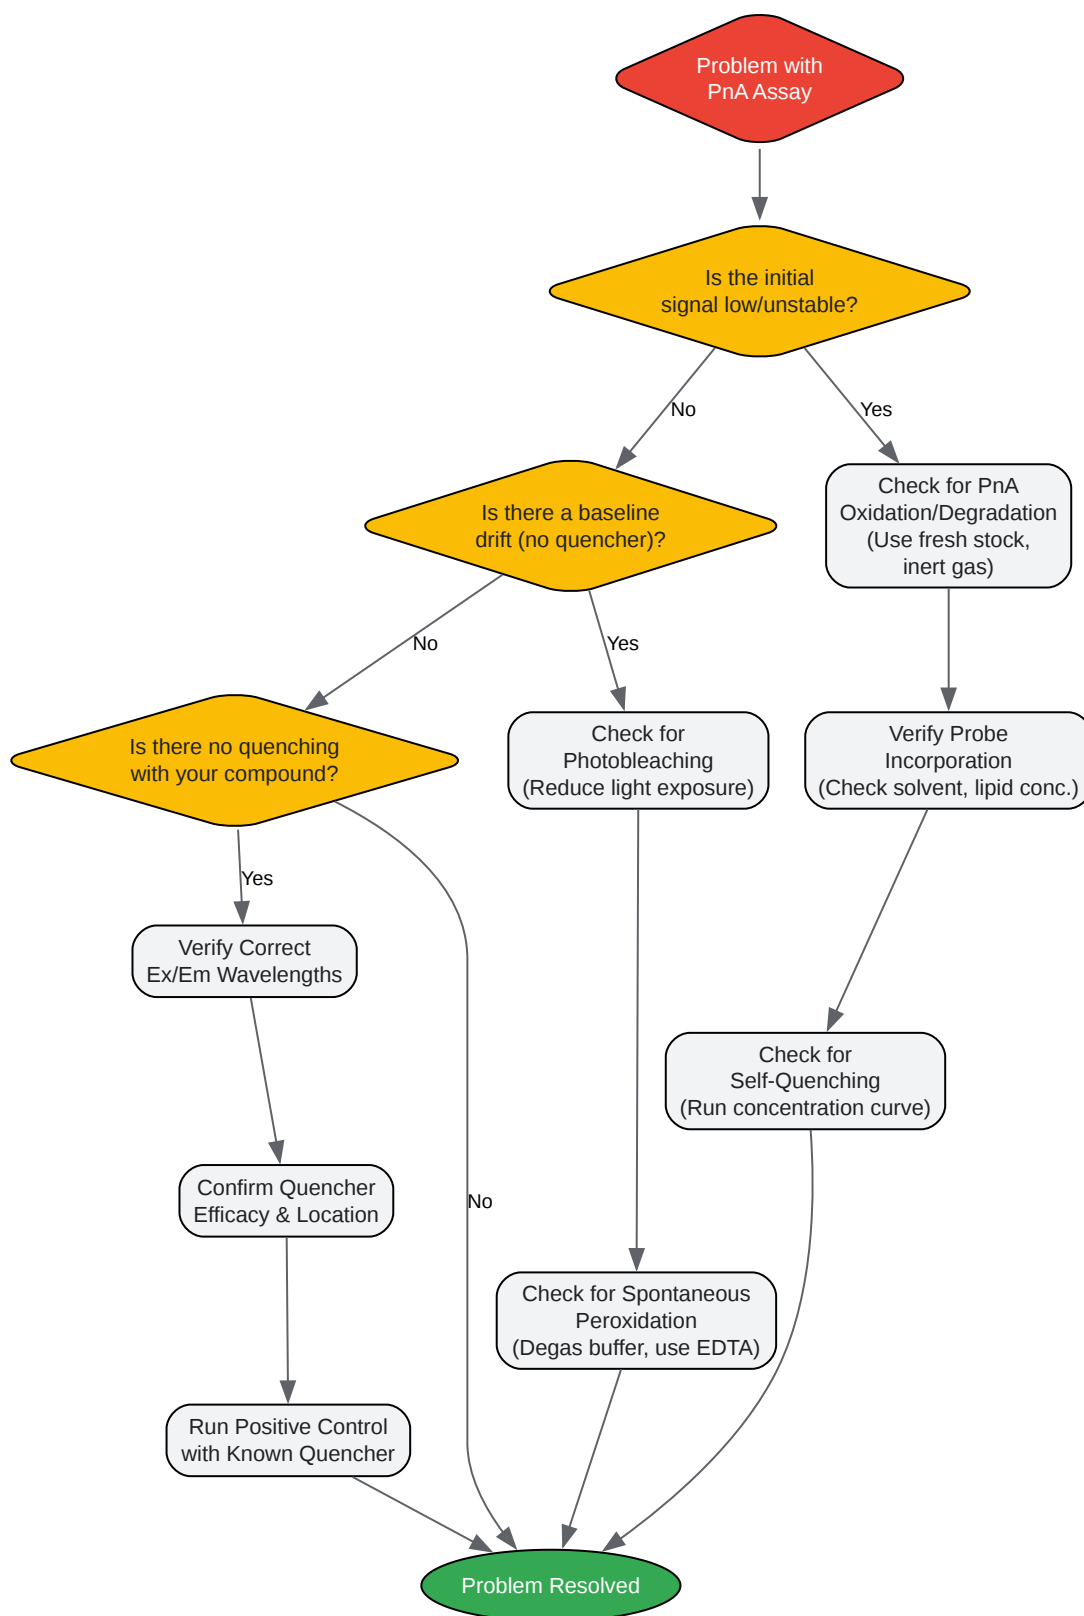 Problem with
PnA Assay
Is the initial
signal low/unstable?
No
Yes
Is there a baseline
drift (no quencher)?
Check for PnA
Oxidation/Degradation
(Use fresh stock,
inert gas)
No
Yes
Is there no quenching
with your compound?
Check for
Photobleaching
(Reduce light exposure)
Verify Probe
Incorporation
(Check solvent, lipid conc.)
Yes
Verify Correct
Ex/Em Wavelengths
Check for
Self-Quenching
(Run concentration curve)
Confirm Quencher
Efficacy & Location
No
Check for Spontaneous
Peroxidation
(Degas buffer, use EDTA)
Run Positive Control
with Known Quencher
Problem Resolved